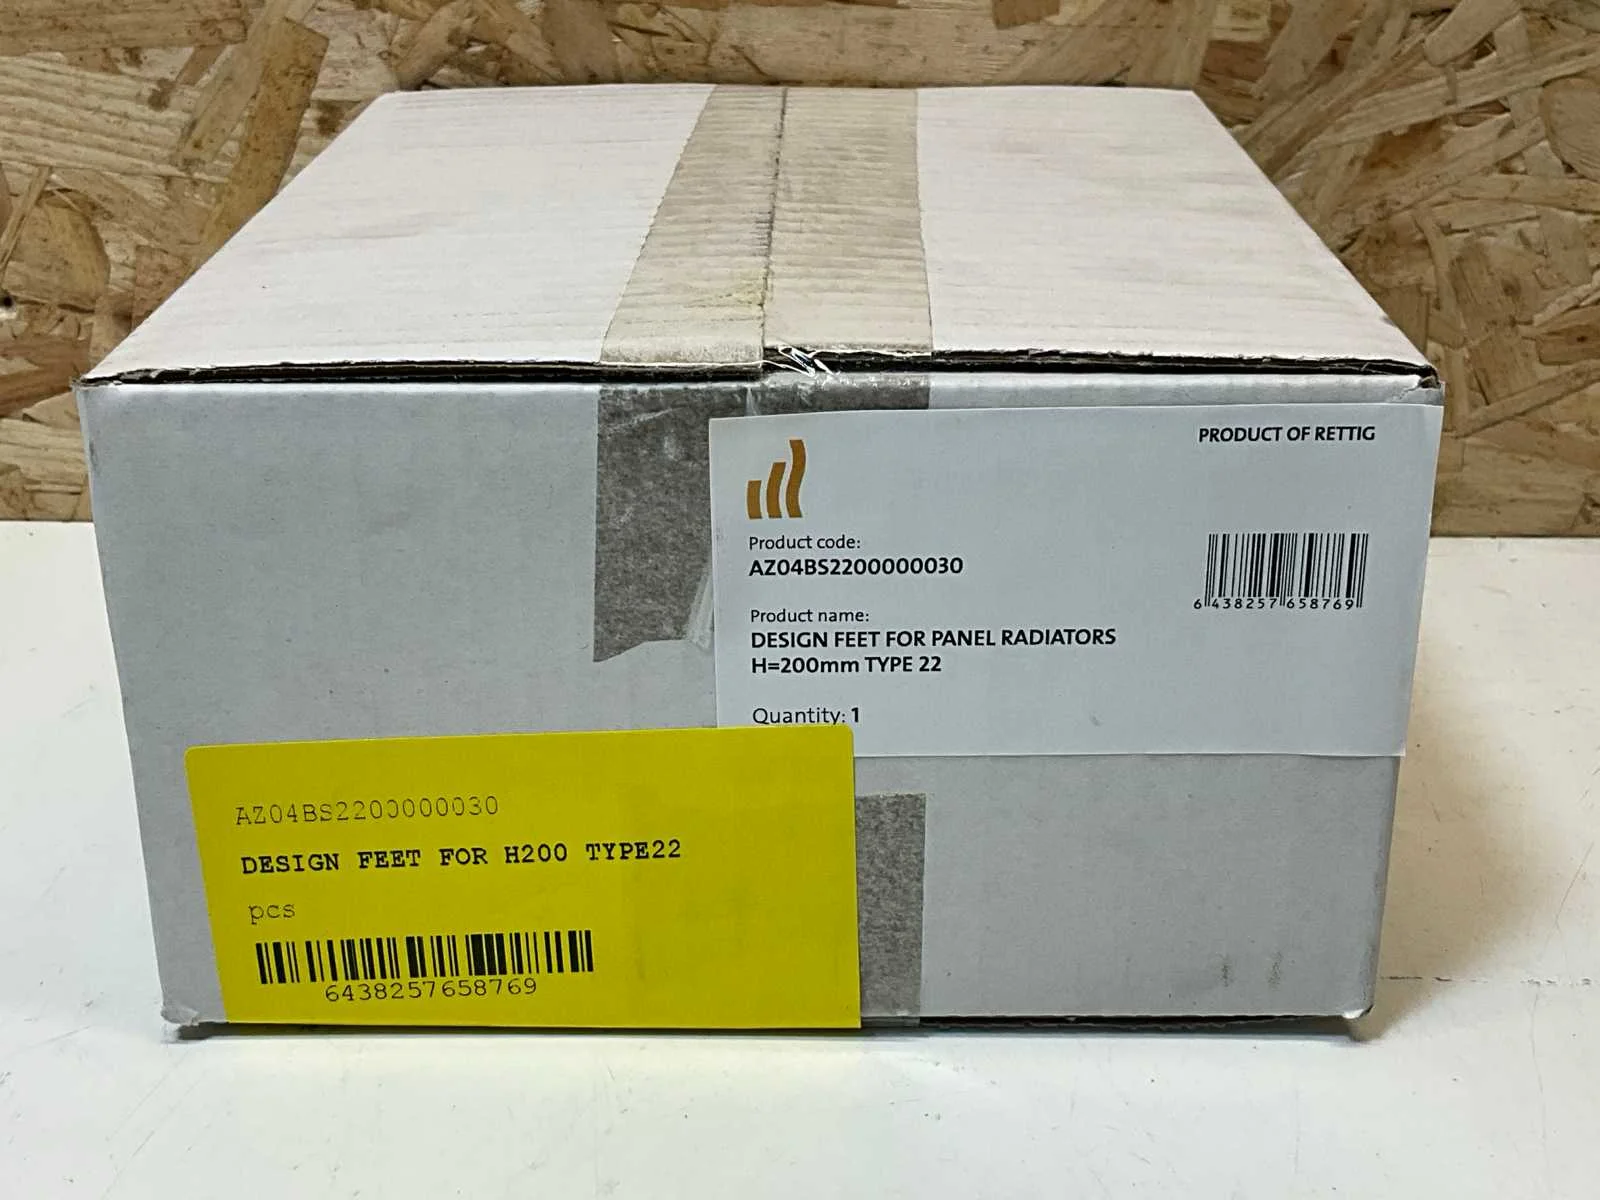 PRODUCT OF RETTIG
Product code:
AZ04BS2200000030
6 438257 658769
Product name:
DESIGN FEET FOR PANEL RADIATORS
H=200mm TYPE 22
Quantity: 1
AZ04BS2200000030
DESIGN FEET FOR H200 TYPE22
pcs
6438257658769